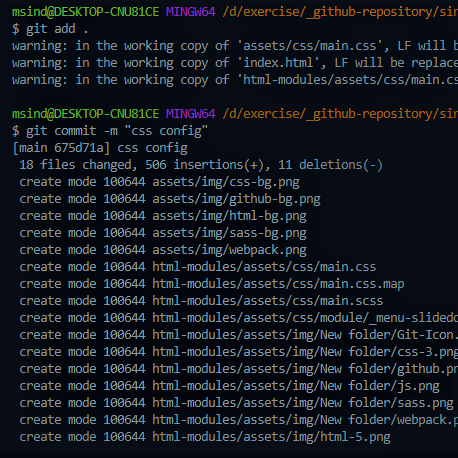 msind@DESKTOP-CNU81CE MINGW64 /d/exercise/_github-repository/sin
$ git add .
warning: in the working copy of 'assets/css/main.css', LF will b
warning: in the working copy of 'index.html', LF will be replace
warning: in the working copy of 'html-modules/assets/css/main.cs
msind@DESKTOP-CNU81CE MINGW64 /d/exercise/_github-repository/sin
$ git commit -m "css config"
[main 675d71a] css config
18 files changed, 506 insertions(+), 11 deletions(-)
create mode 100644 assets/img/css-bg.png
create mode 100644 assets/img/github-bg.png
create mode 100644 assets/img/html-bg.png
create mode 100644 assets/img/sass-bg.png
create mode 100644 assets/img/webpack.png
create mode 100644 html-modules/assets/css/main.css
create mode 100644 html-modules/assets/css/main.css.map
create mode 100644 html-modules/assets/css/main.scss
create mode 100644 html-modules/assets/css/module/_menu-slidedo
create mode 100644 html-modules/assets/img/New folder/Git-Icon.
create mode 100644 html-modules/assets/img/New folder/css-3.png
create mode 100644 html-modules/assets/img/New folder/github.pn
create mode 100644 html-modules/assets/img/New folder/js.png
create mode 100644 html-modules/assets/img/New folder/sass.png
create mode 100644 html-modules/assets/img/New folder/webpack.p
create mode 100644 html-modules/assets/img/html-5.png